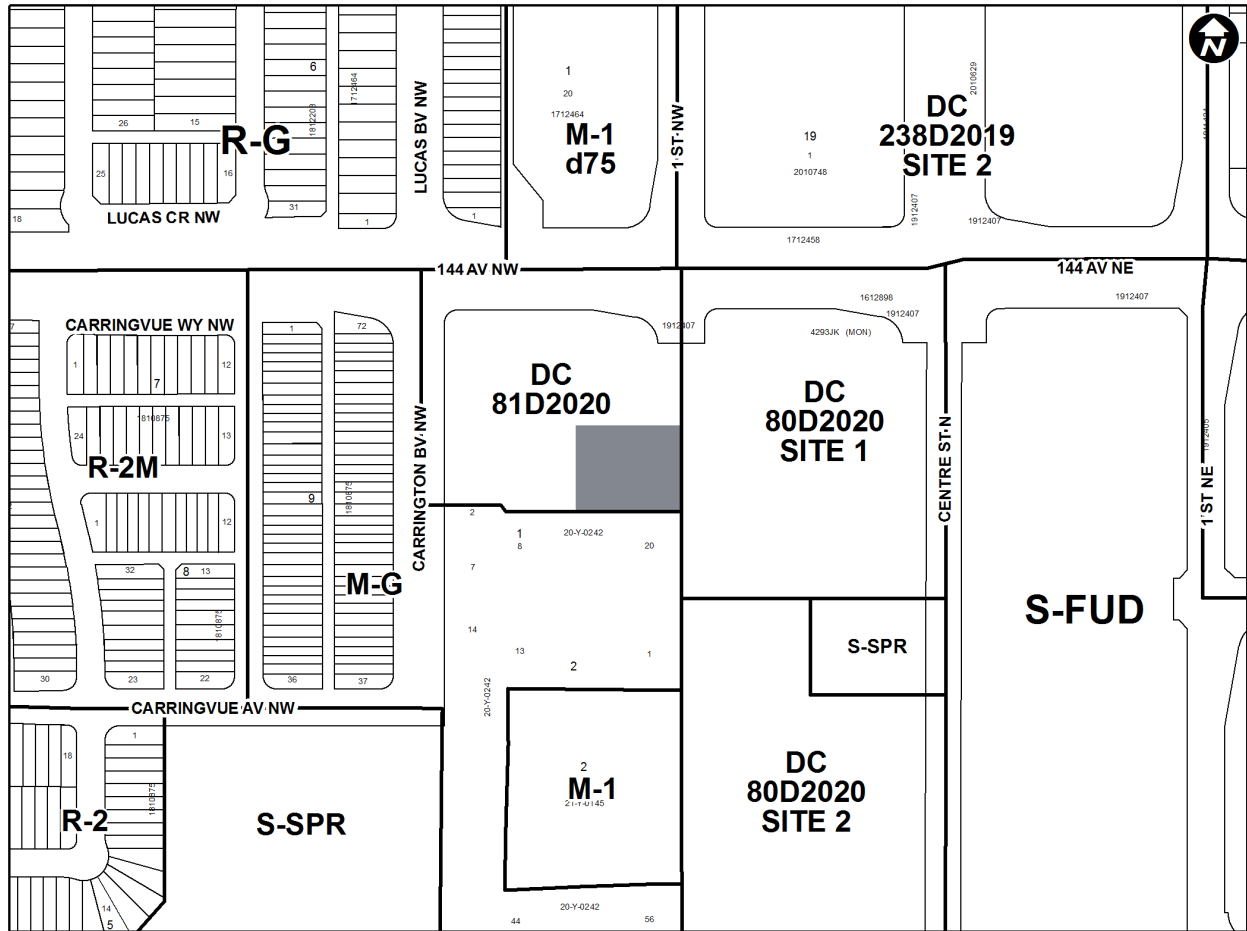 N
6
1812208
1712464
26
15
R-G
25
16
LUCAS CR NW
18
31
1
LUCAS BV NW
1
1
20
1712464
M-1
d75
1 ST NW
19
1
2010748
DC
238D2019
SITE 2
2010629
1912407
1912407
1712458
144 AV NW
144 AV NE
CARRINGVUE WY NW
1
12
7
1810875
24
13
R-2M
1
12
32
8
13
1810875
30
23
22
1
72
9
1810875
M-G
36
37
CARRINGTON BV NW
DC
81D2020
1912407
1612898
1912407
4293JK (MON)
DC
80D2020
SITE 1
CENTRE ST N
1912407
1912405
1 ST NE
S-FUD
2
1
8
20-Y-0242
20
7
14
13
2
1
20-Y-0242
S-SPR
CARRINGVUE AV NW
18
1
1810875
R-2
14
5
S-SPR
2
M-1
21-Y-0145
DC
80D2020
SITE 2
20-Y-0242
44
56